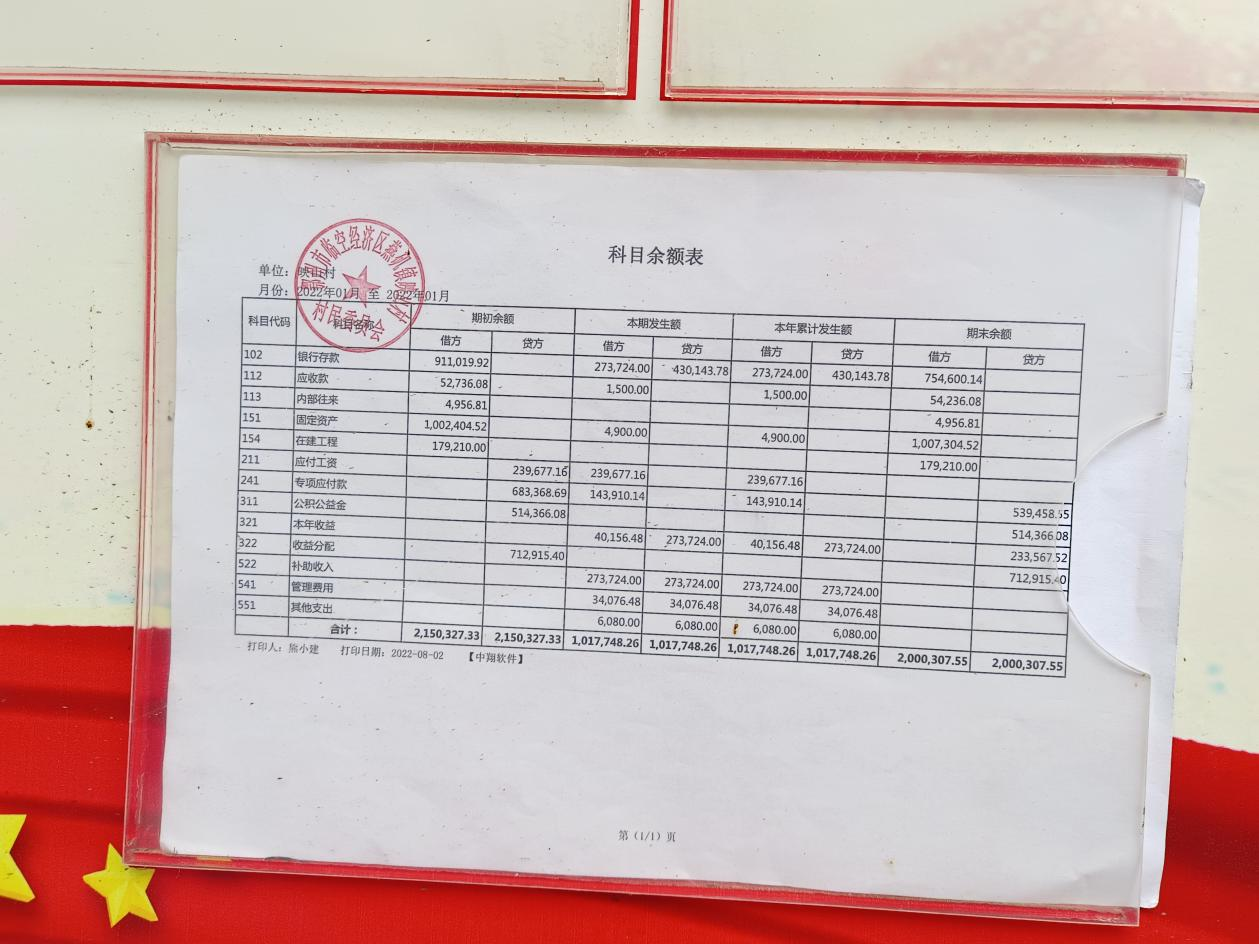 科目余额表
单位：映山村
月份：2022年01月 至 2022年01月
临空经济区燕矶镇
村民委员会
科目代码 科目名称 期初余额 本期发生额 本年累计发生额 期末余额
借方 贷方 借方 贷方 借方 贷方 借方 贷方
102 银行存款 911,019.92 273,724.00 430,143.78 273,724.00 430,143.78 754,600.14
112 应收款 52,736.08 1,500.00 1,500.00 54,236.08
113 内部往来 4,956.81 4,956.81
151 固定资产 1,002,404.52 4,900.00 4,900.00 1,007,304.52
154 在建工程 179,210.00 179,210.00
211 应付工资 239,677.16 239,677.16 239,677.16
241 专项应付款 683,368.69 143,910.14 143,910.14 539,458.55
311 公积公益金 514,366.08 514,366.08
321 本年收益 40,156.48 273,724.00 40,156.48 273,724.00 233,567.52
322 收益分配 712,915.40 712,915.40
522 补助收入 273,724.00 273,724.00 273,724.00 273,724.00
541 管理费用 34,076.48 34,076.48 34,076.48 34,076.48
551 其他支出 6,080.00 6,080.00 6,080.00 6,080.00
合计： 2,150,327.33 2,150,327.33 1,017,748.26 1,017,748.26 1,017,748.26 1,017,748.26 2,000,307.55 2,000,307.55
打印人：熊小建 打印日期：2022-08-02 【中翔软件】
第（1/1）页